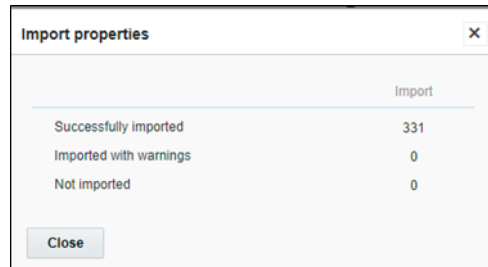 Import properties
Import
Successfully imported 331
Imported with warnings 0
Not imported 0
Close